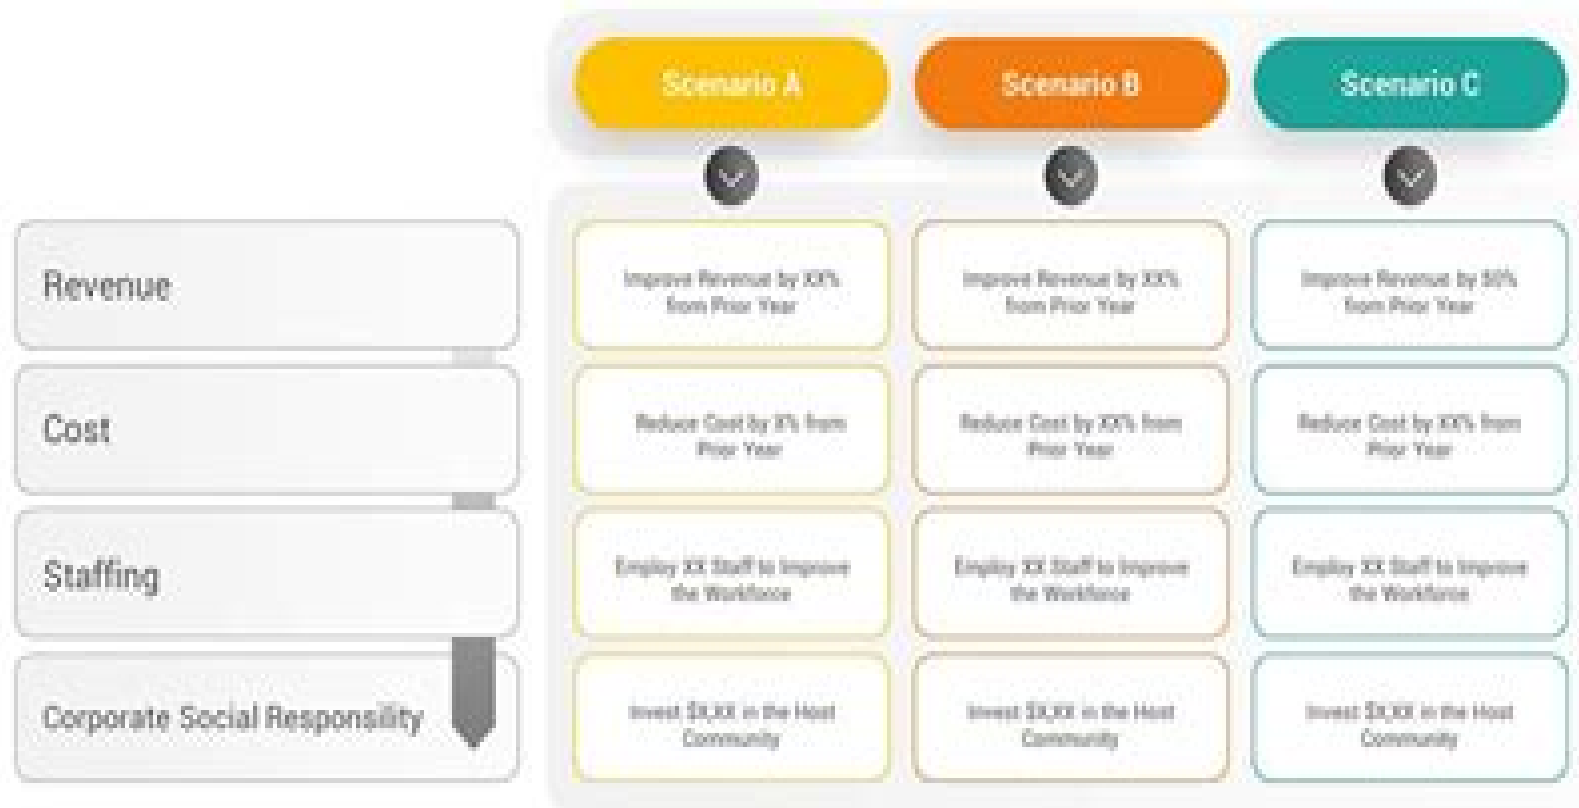 Scenario A
Scenario B
Scenario C
Revenue
Improve Revenue by XX%
from Prior Year
Improve Revenue by XX%
from Prior Year
Improve Revenue by
from Prior Year
Cost
Reduce Cost by X% from
Prior Year
Reduce Cost by XX% from
Prior Year
Reduce Cost by XX% from
Prior Year
Staffing
Employ XX Staff to Improve
the Workforce
Employ XX Staff to Improve
the Workforce
Employ XX Staff to Improve
the Workforce
Corporate Social Responsility
Invest $X,XX in the Host
Community
Invest $X,XX in the Host
Community
Invest $X,XX in the Host
Community